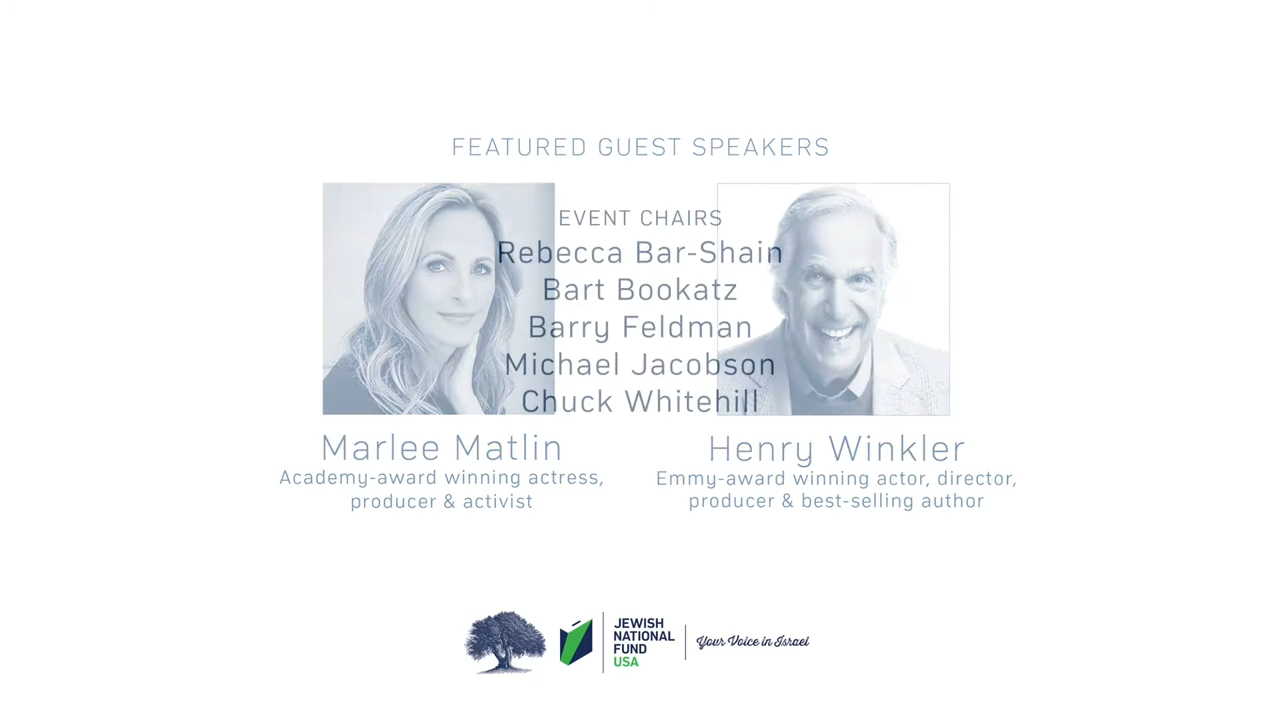 FEATURED GUEST SPEAKERS
EVENT CHAIRS
Rebecca Bar-Shain
Bart Bookatz
Barry Feldman
Michael Jacobson
Chuck Whitehill
Marlee Matlin
Academy-award winning actress,
producer & activist
Henry Winkler
Emmy-award winning actor, director,
producer & best-selling author
JEWISH
NATIONAL
FUND
USA
Your Voice in Israel